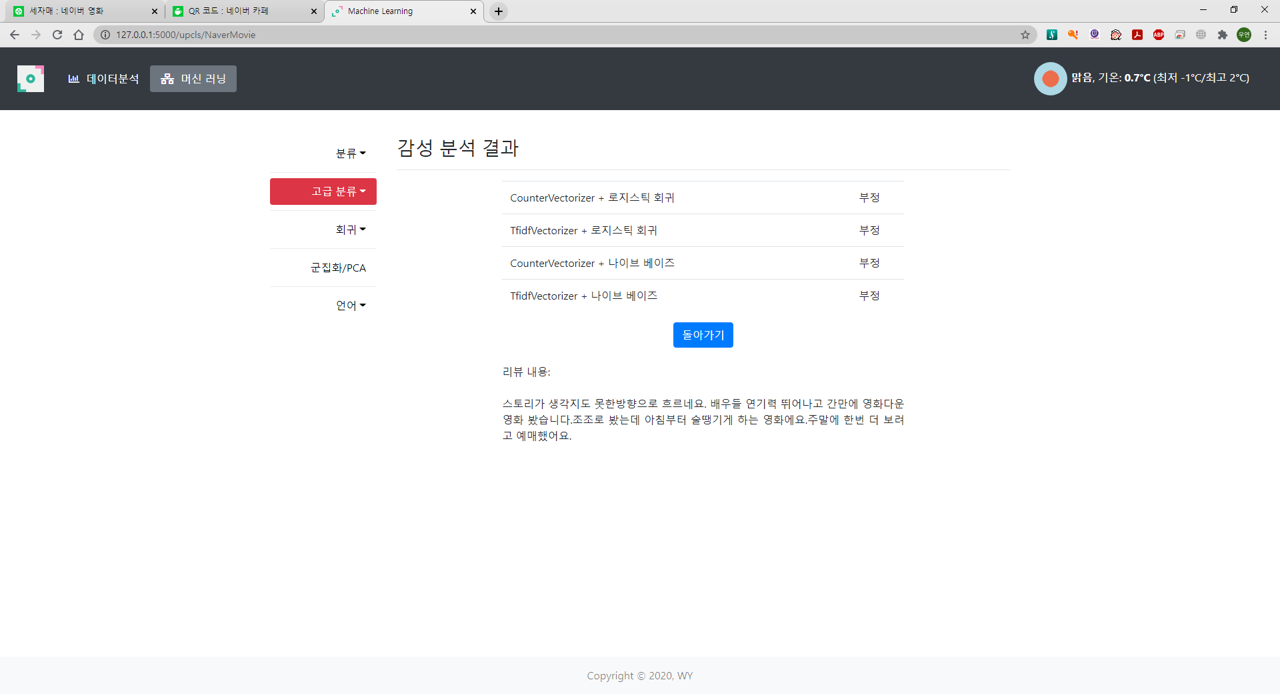 세자매 : 네이버 영화
QR 코드 : 네이버 카페
Machine Learning
127.0.0.1:5000/upcls/NaverMovie
데이터분석
머신 러닝
맑음, 기온: 0.7℃ (최저 -1℃/최고 2℃)
분류
고급 분류
회귀
군집화/PCA
언어
감성 분석 결과
CounterVectorizer + 로지스틱 회귀 부정
TfidfVectorizer + 로지스틱 회귀 부정
CounterVectorizer + 나이브 베이즈 부정
TfidfVectorizer + 나이브 베이즈 부정
돌아가기
리뷰 내용:
스토리가 생각지도 못한방향으로 흐르네요. 배우들 연기력 뛰어나고 간만에 영화다운
영화 봤습니다.조조로 봤는데 아침부터 술땡기게 하는 영화에요.주말에 한번 더 보려
고 예매했어요.
Copyright © 2020, WY